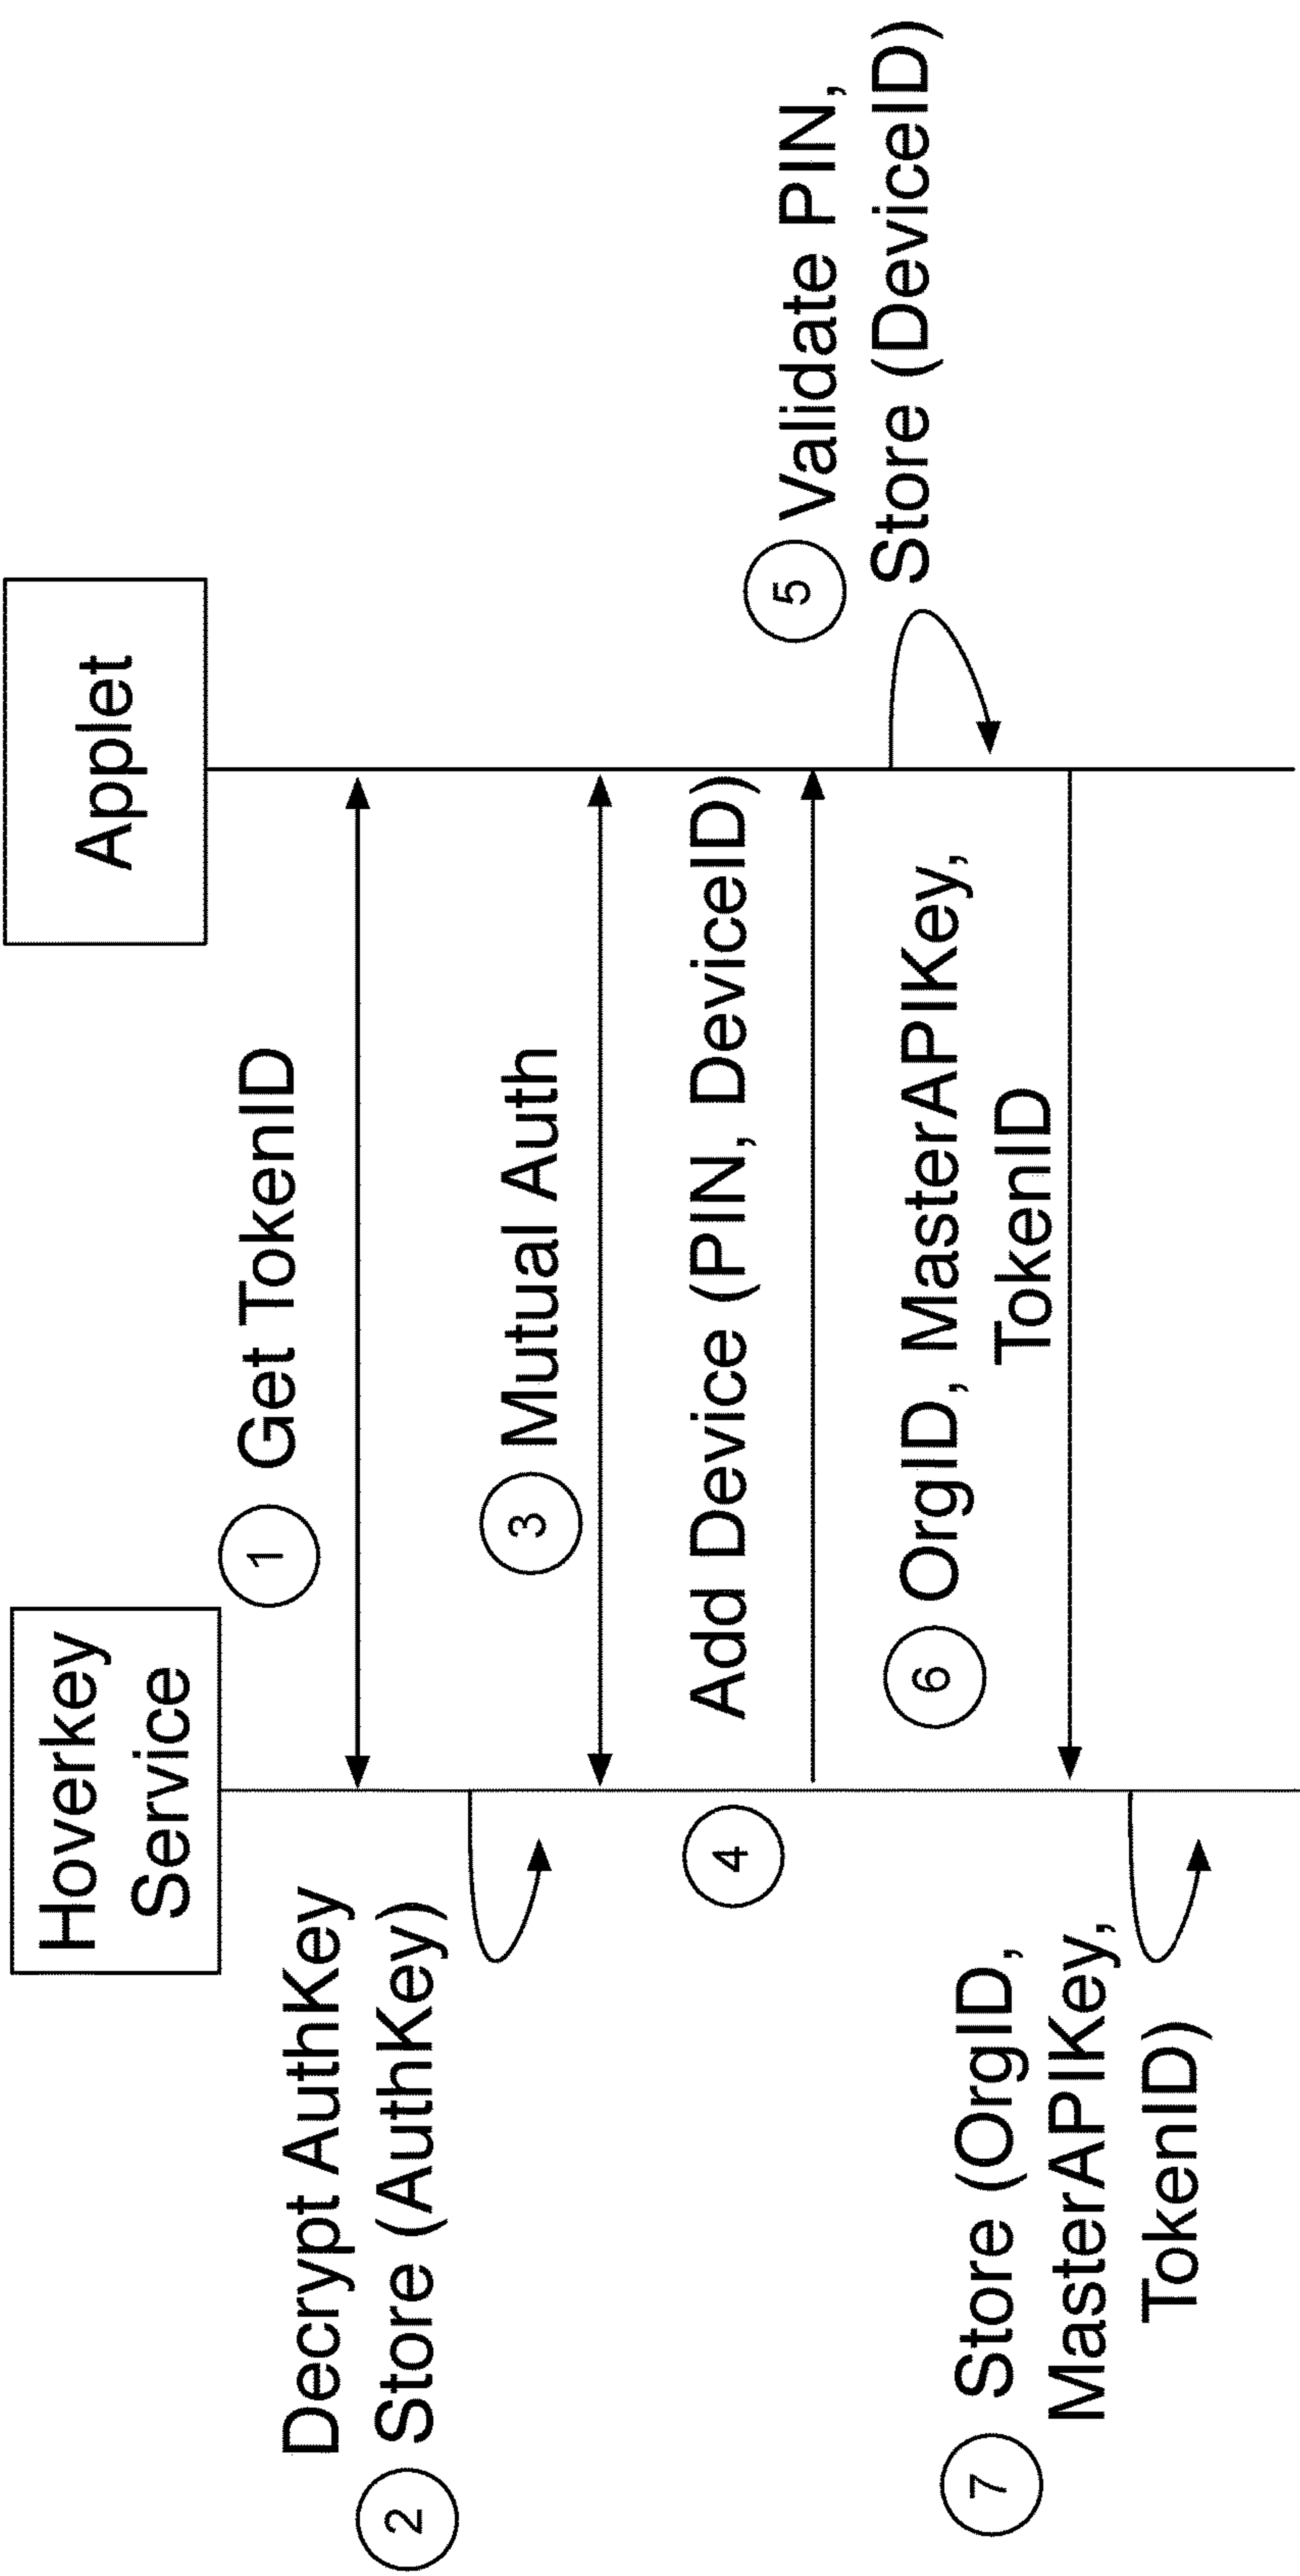 Hoverkey
Service
Applet
1
Get TokenID
Decrypt AuthKey
2
Store (AuthKey)
3
Mutual Auth
4
Add Device (PIN, DeviceID)
5
Validate PIN,
Store (DeviceID)
6
OrgID, MasterAPIKey,
TokenID
7
Store (OrgID,
MasterAPIKey,
TokenID)